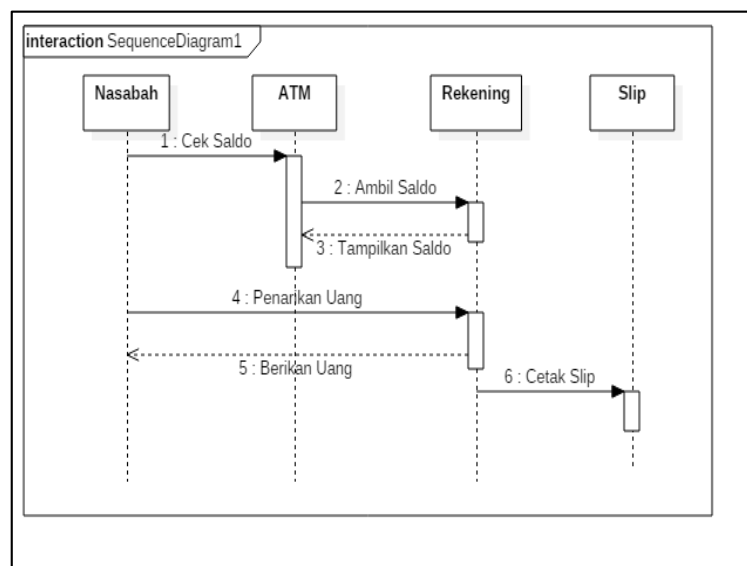 interaction SequenceDiagram1
Nasabah ATM Rekening Slip
1 : Cek Saldo
2 : Ambil Saldo
3 : Tampilkan Saldo
4 : Penarikan Uang
5 : Berikan Uang
6 : Cetak Slip